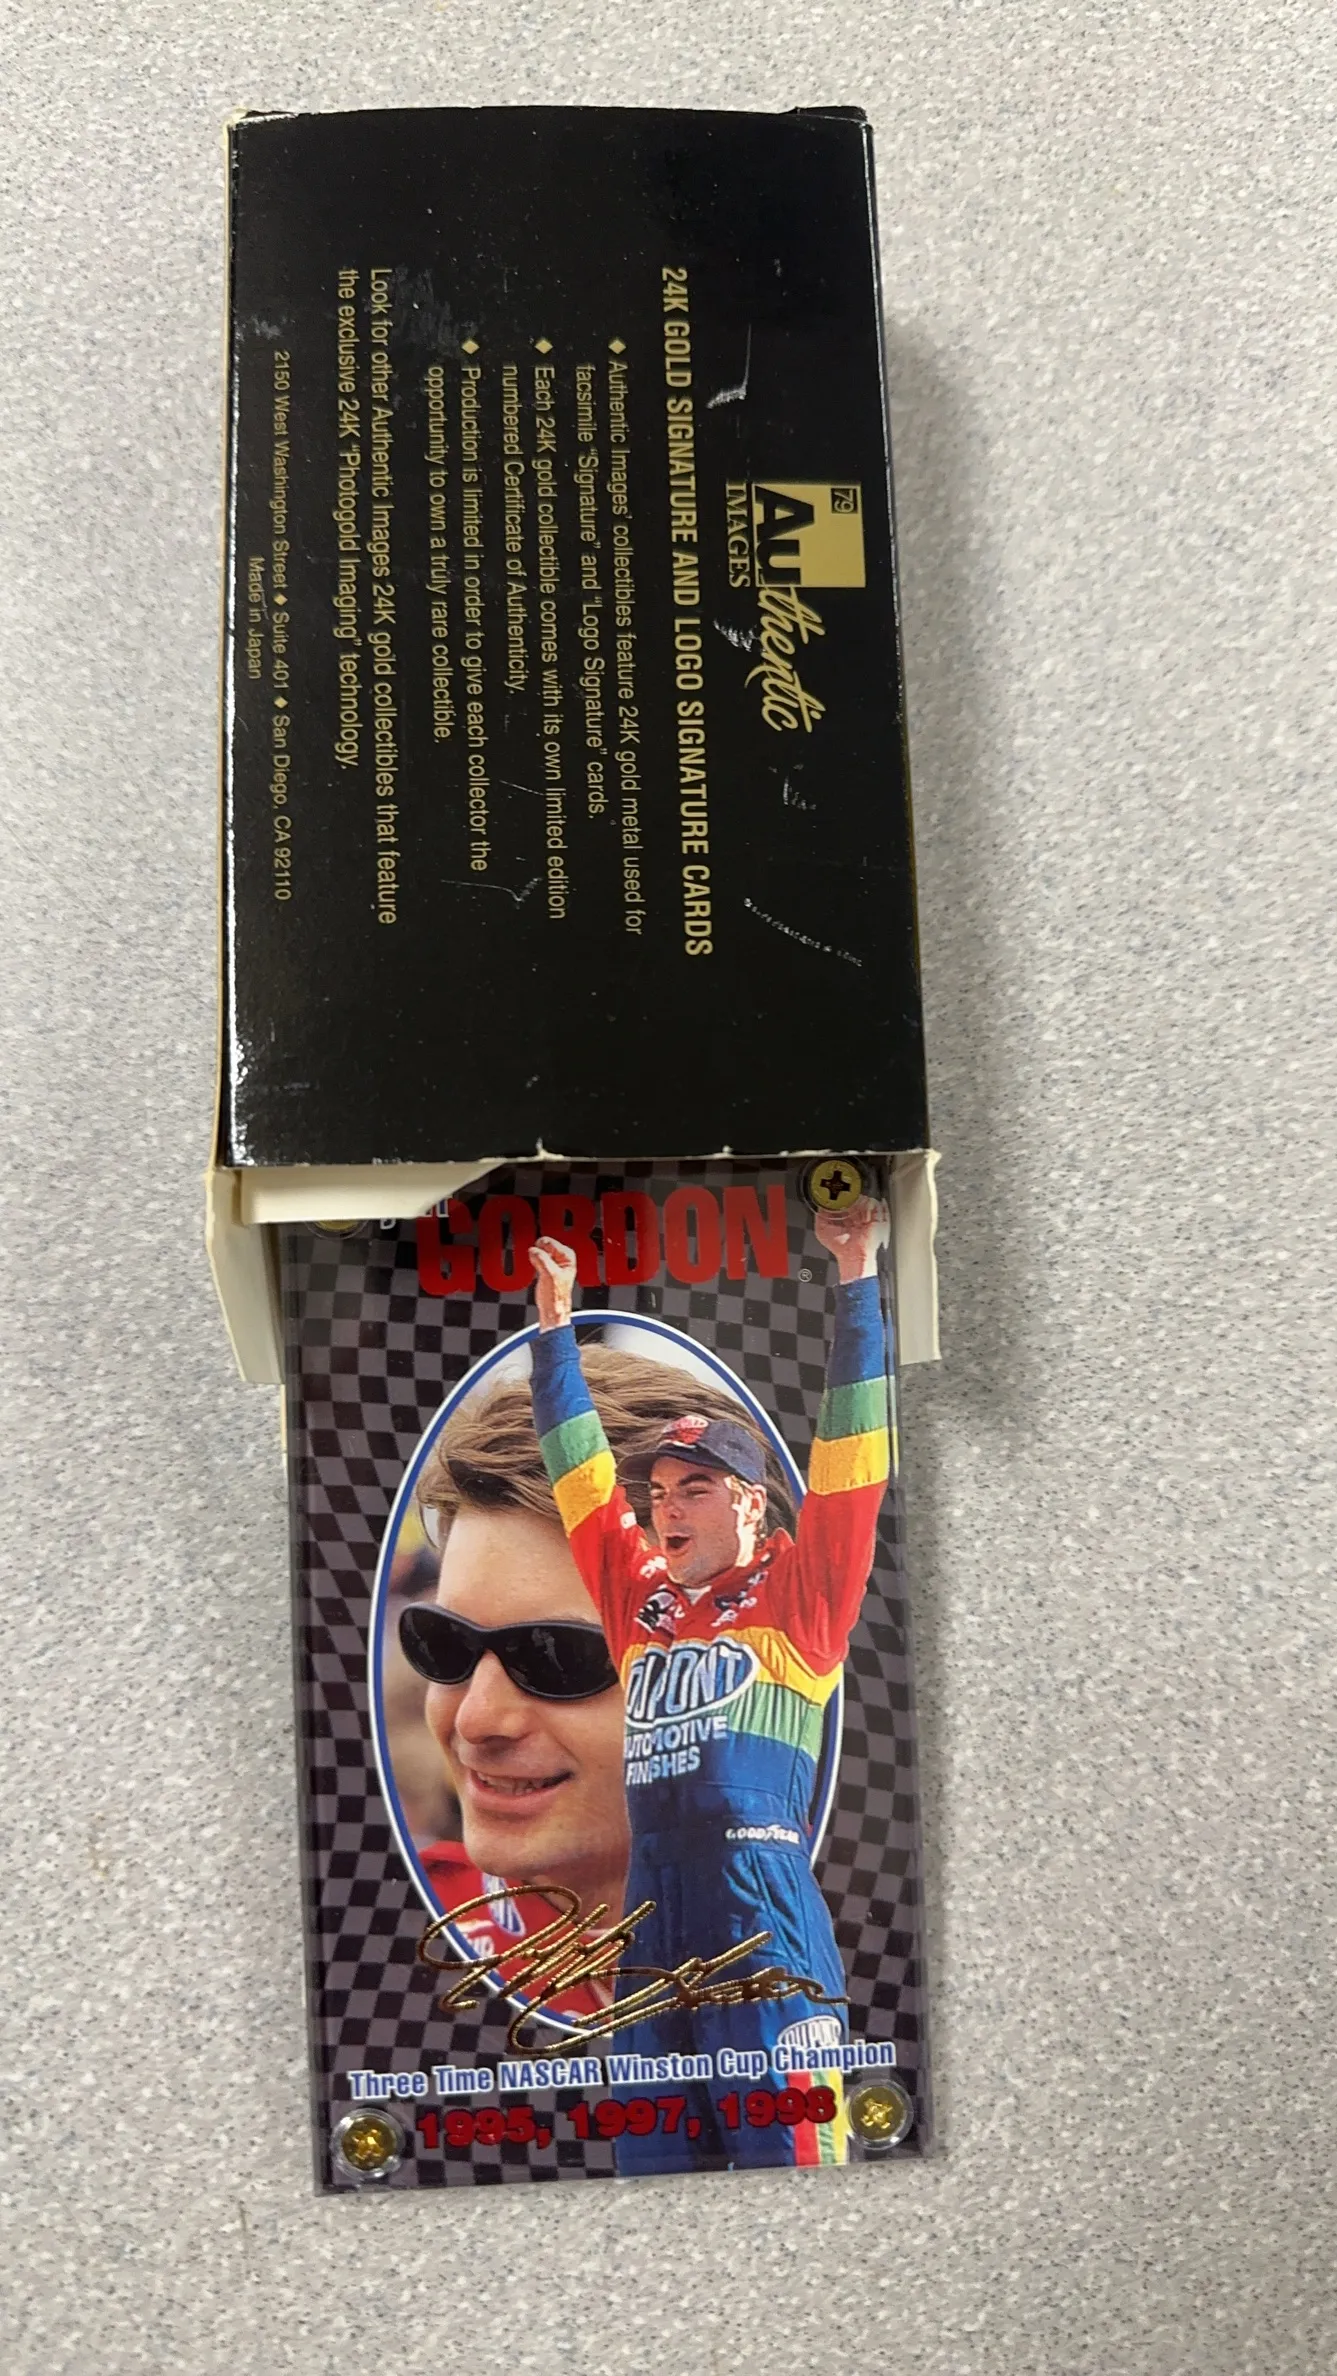 79
Authentic
IMAGES
24K GOLD SIGNATURE AND LOGO SIGNATURE CARDS
◆ Authentic Images' collectibles feature 24K gold metal used for
facsimile "Signature" and "Logo Signature" cards.
◆ Each 24K gold collectible comes with its own limited edition
numbered Certificate of Authenticity.
◆ Production is limited in order to give each collector the
opportunity to own a truly rare collectible.
Look for other Authentic Images 24K gold collectibles that feature
the exclusive 24K "Photogold Imaging" technology.
2150 West Washington Street ◆ Suite 401 ◆ San Diego, CA 92110
Made in Japan
GORDON®
DUPONT
AUTOMOTIVE
FINISHES
GOODYEAR
Jeff Gordon
DUPONT
Three Time NASCAR Winston Cup Champion
1995, 1997, 1998